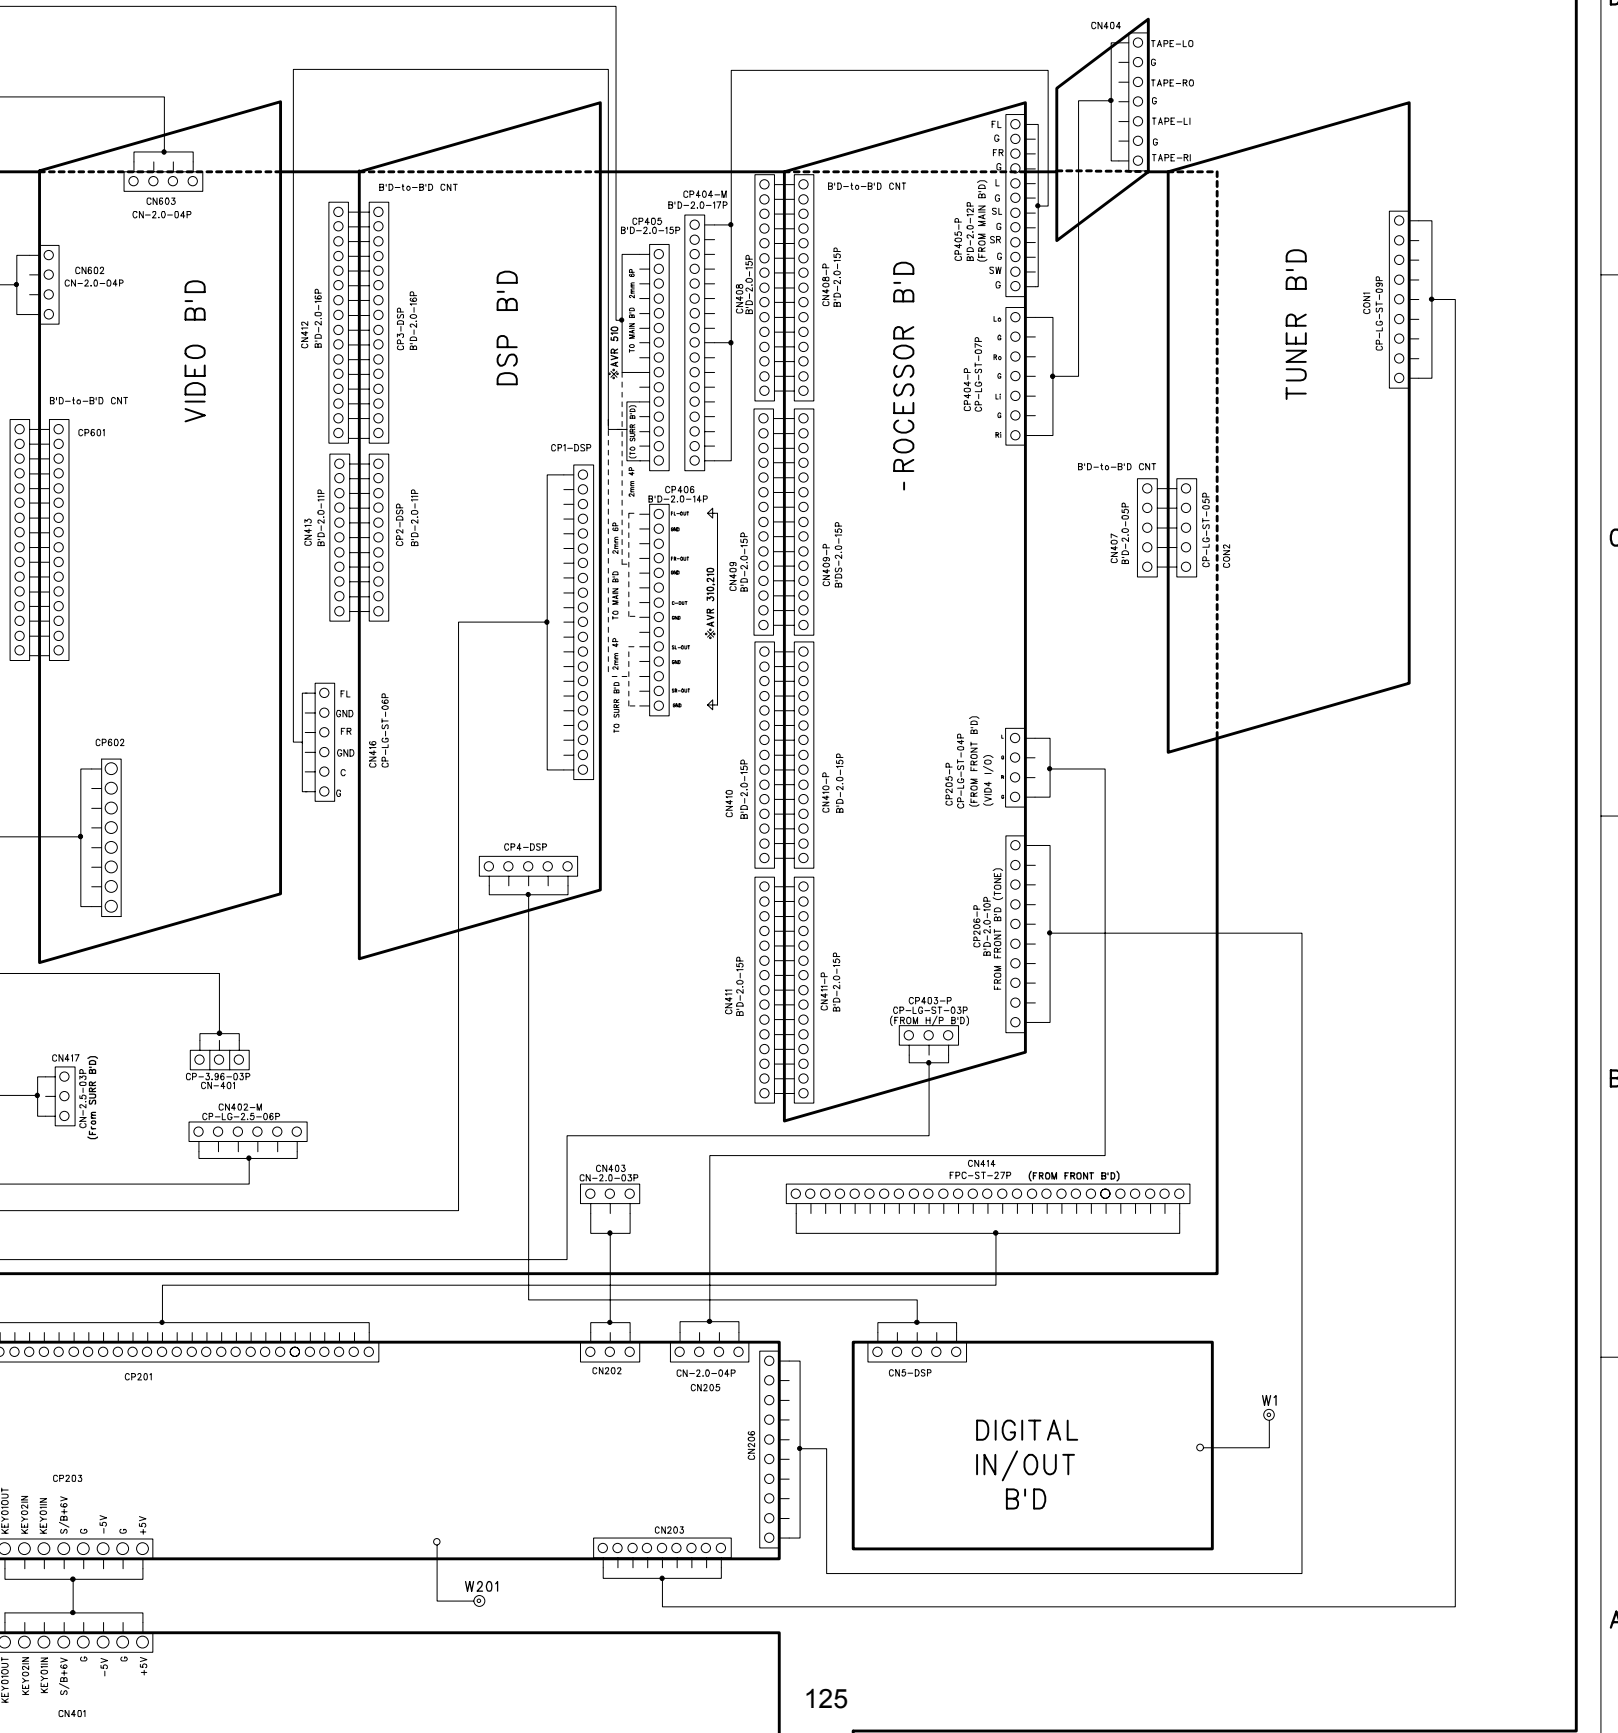 CN404
TAPE-LO
G
TAPE-RO
G
TAPE-LI
G
TAPE-RI
CN603
CN-2.0-04P
CN602
CN-2.0-04P
VIDEO B'D
B'D-to-B'D CNT
CP601
CP602
B'D-to-B'D CNT
CN412
B'D-2.0-16P
CP3-DSP
B'D-2.0-16P
DSP B'D
CN413
B'D-2.0-11P
CP2-DSP
B'D-2.0-11P
CP1-DSP
FL
GND
FR
GND
C
G
CN416
CP-LG-ST-06P
CP4-DSP
CP404-M
B'D-2.0-17P
CP405
B'D-2.0-15P
※AVR 510
TO MAIN B'D 2mm 6P
(TO SURR B'D)
2mm 4P
CP406
B'D-2.0-14P
FL-OUT
GND
FR-OUT
GND
C-OUT
GND
SL-OUT
GND
SR-OUT
GND
TO MAIN B'D 2mm 6P
TO SURR B'D 2mm 4P
※AVR 310,210
B'D-to-B'D CNT
CN408
B'D-2.0-15P
CN408-P
B'D-2.0-15P
CN409
B'D-2.0-15P
CN409-P
B'DS-2.0-15P
CN410
B'D-2.0-15P
CN410-P
B'D-2.0-15P
CN411
B'D-2.0-15P
CN411-P
B'D-2.0-15P
-ROCESSOR B'D
FL
G
FR
G
L
G
SL
G
SR
G
SW
G
CP405-P
B'D-2.0-12P
(FROM MAIN B'D)
Lo
G
Ro
G
Li
G
Ri
CP404-P
CP-LG-ST-07P
L
G
R
G
CP205-P
CP-LG-ST-04P
(FROM FRONT B'D)
(VID4 I/O)
CP206-P
B'D-2.0-10P
FROM FRONT B'D (TONE)
CP403-P
CP-LG-ST-03P
(FROM H/P B'D)
TUNER B'D
CON1
CP-LG-ST-09P
B'D-to-B'D CNT
CN407
B'D-2.0-05P
CP-LG-ST-05P
CON2
CN417
CN-2.5-03P
(From SURR B'D)
CP-3.96-03P
CN-401
CN402-M
CP-LG-2.5-06P
CN403
CN-2.0-03P
CN414
FPC-ST-27P (FROM FRONT B'D)
CP201
CN202
CN-2.0-04P
CN205
CN206
CN203
CN5-DSP
DIGITAL
IN/OUT
B'D
W1
CP203
KEY01OUT
KEY02IN
KEY01IN
S/B+6V
G
-5V
G
+5V
W201
KEY01OUT
KEY02IN
KEY01IN
S/B+6V
G
-5V
G
+5V
CN401
125
C
B
A